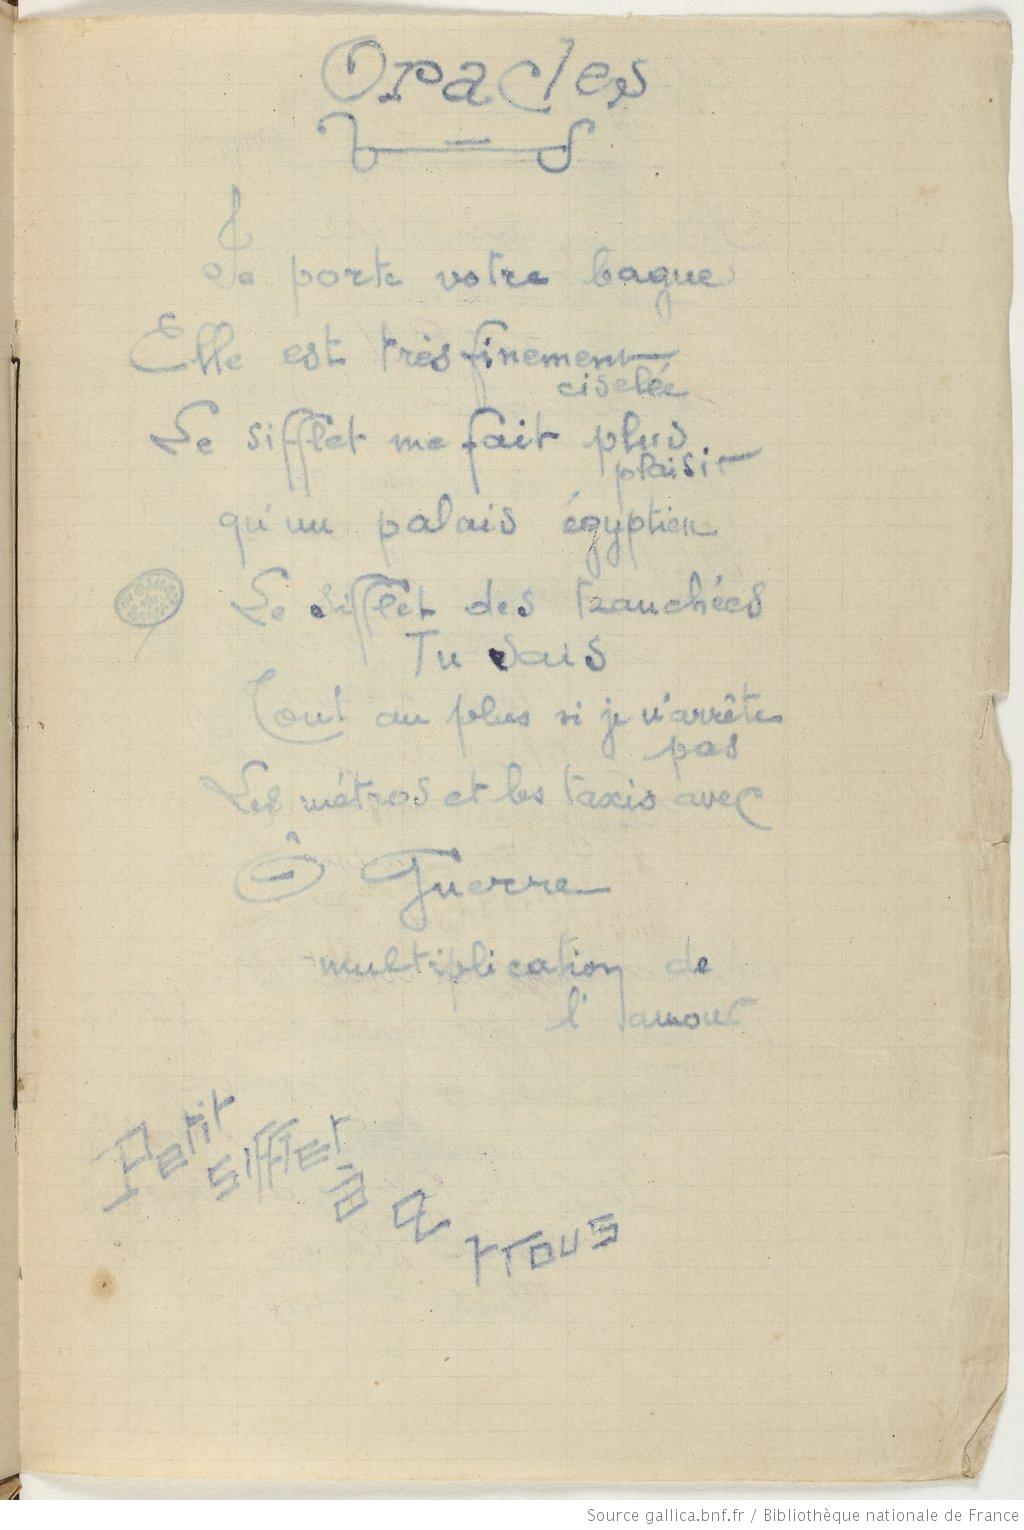 Oracles
Je porte votre bague
Elle est très finement
ciselée
Le sifflet me fait plus
plaisir
qu'un palais égyptien
Le sifflet des tranchées
Tu sais
Tout au plus si je n'arrête
pas
Les métros et les taxis avec
Ô Guerre
multiplication de
l'amour
Petit
sifflet
à 2
trous
Source gallica.bnf.fr / Bibliothèque nationale de France